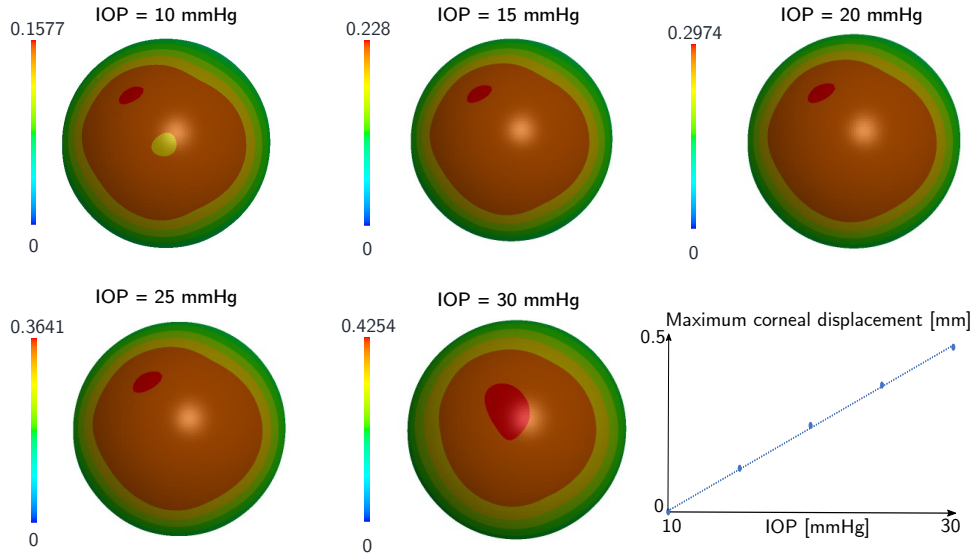 IOP = 10 mmHg
0.1577
0
IOP = 15 mmHg
0.228
0
IOP = 20 mmHg
0.2974
0
IOP = 25 mmHg
0.3641
0
IOP = 30 mmHg
0.4254
0
Maximum corneal displacement [mm]
0.5
0
10
IOP [mmHg]
30